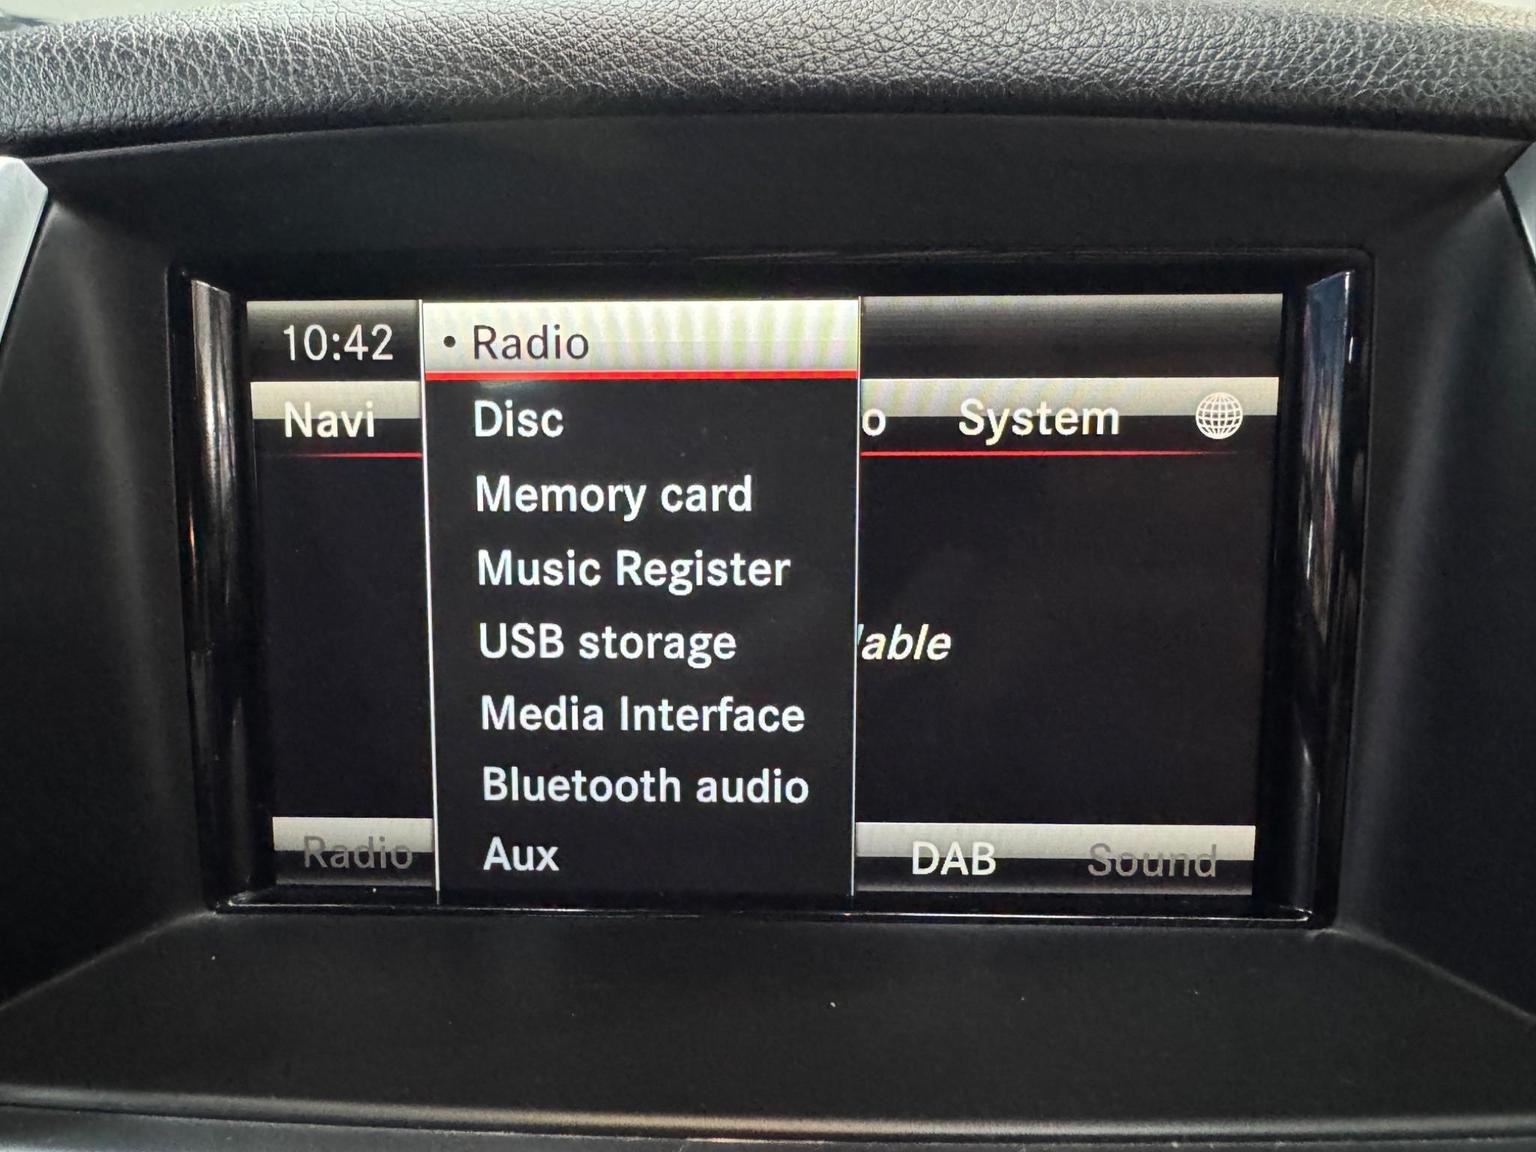 10:42
• Radio
Navi
System
Disc
Memory card
Music Register
USB storage
Media Interface
Bluetooth audio
Aux
Radio
DAB
Sound